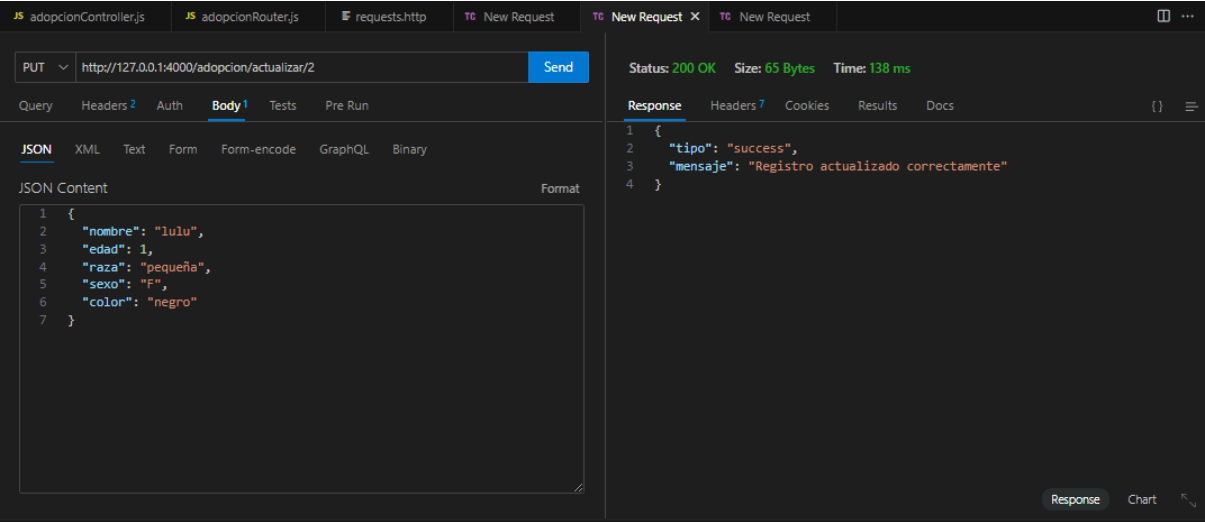 JS adopcionController.js JS adopcionRouter.js requests.http TC New Request TC New Request × TC New Request ···
PUT http://127.0.0.1:4000/adopcion/actualizar/2 Send
Query Headers 2 Auth Body 1 Tests Pre Run
JSON XML Text Form Form-encode GraphQL Binary
JSON Content Format
1 {
2 "nombre": "lulu",
3 "edad": 1,
4 "raza": "pequeña",
5 "sexo": "F",
6 "color": "negro"
7 }
Status: 200 OK Size: 65 Bytes Time: 138 ms
Response Headers 7 Cookies Results Docs { }
1 {
2 "tipo": "success",
3 "mensaje": "Registro actualizado correctamente"
4 }
Response Chart